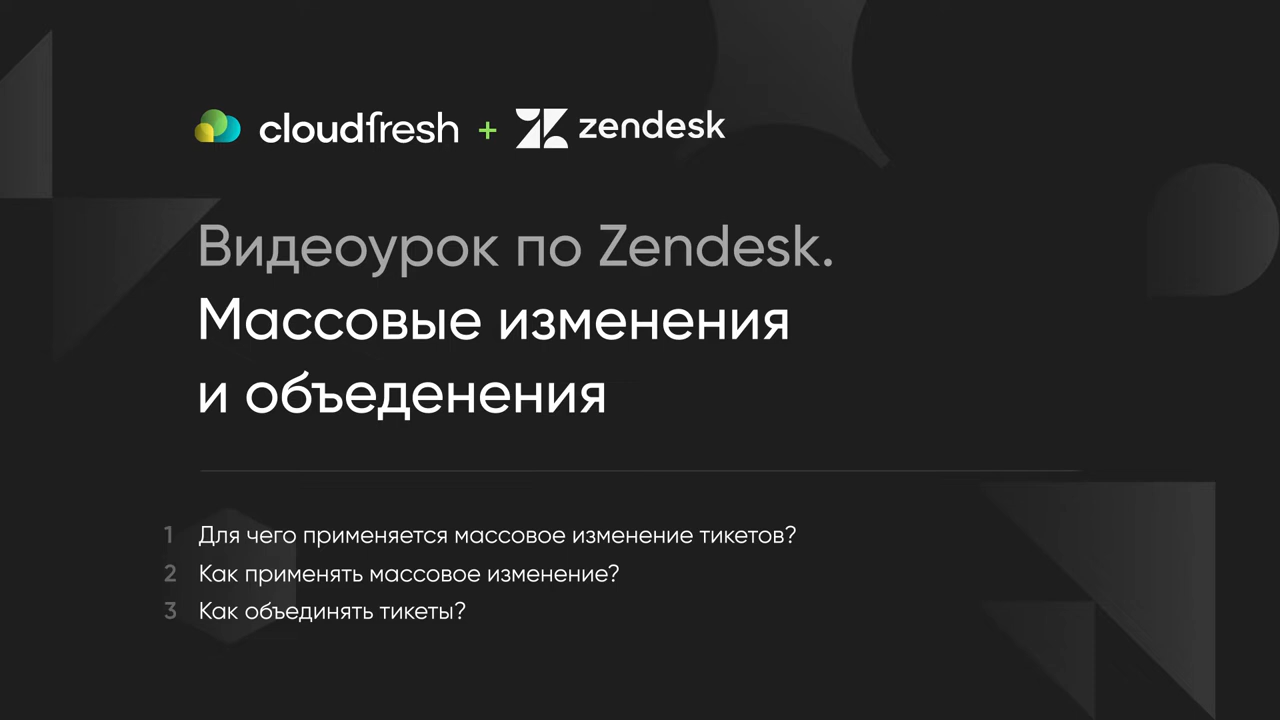 cloudfresh + zendesk
Видеоурок по Zendesk.
Массовые изменения
и объеденения
1 Для чего применяется массовое изменение тикетов?
2 Как применять массовое изменение?
3 Как объединять тикеты?